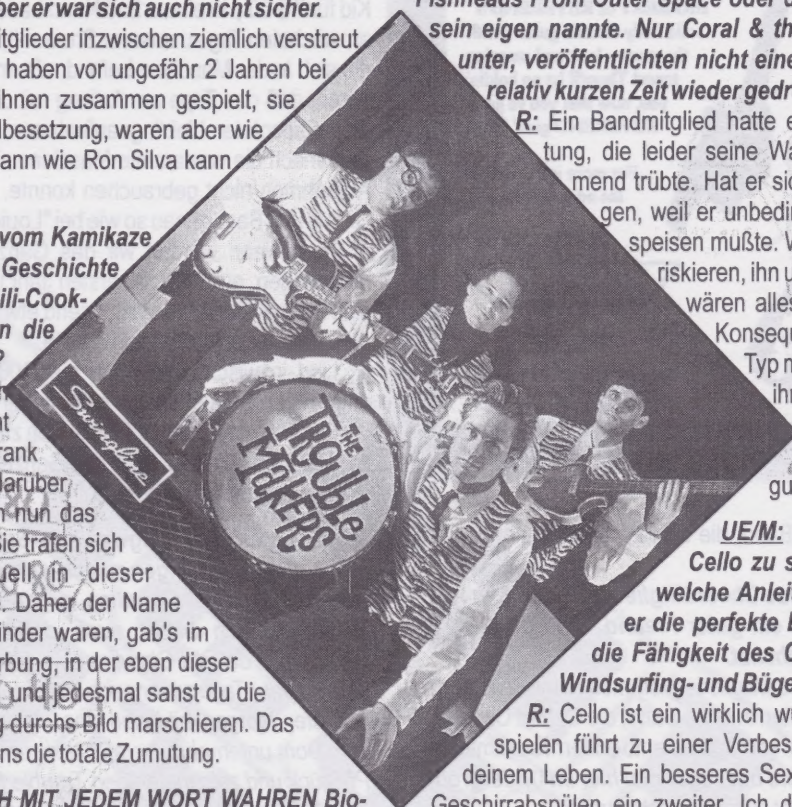 ber er war sich auch nicht sicher.
itglieder inzwischen ziemlich verstreut
haben vor ungefähr 2 Jahren bei
hnen zusammen gespielt, sie
lbesetzung, waren aber wie
ann wie Ron Silva kann
vom Kamikaze
Geschichte
ili-Cook-
n die
?
nt
rank
darüber
n nun das
Sie trafen sich
uell in dieser
. Daher der Name
inder waren, gab's im
rbung, in der eben dieser
und jedesmal sahst du die
g durchs Bild marschieren. Das
ns die totale Zumutung.
H MIT JEDEM WORT WAHREN Bio-
Swingline
THE
TROUBLE
MAKERS
Fishheads From Outer Space oder d
sein eigen nannte. Nur Coral & th
unter, veröffentlichten nicht eine
relativ kurzen Zeit wieder gedr
R: Ein Bandmitglied hatte e
tung, die leider seine Wa
mend trübte. Hat er sic
gen, weil er unbedin
speisen mußte. W
riskieren, ihn u
wären alles
Konsequ
Typ n
ihr
gu
UE/M:
Cello zu s
welche Anleit
er die perfekte B
die Fähigkeit des C
Windsurfing- und Büge
R: Cello ist ein wirklich wu
spielen führt zu einer Verbes
deinem Leben. Ein besseres Sex
Geschirrabspülen ein zweiter. Ich d